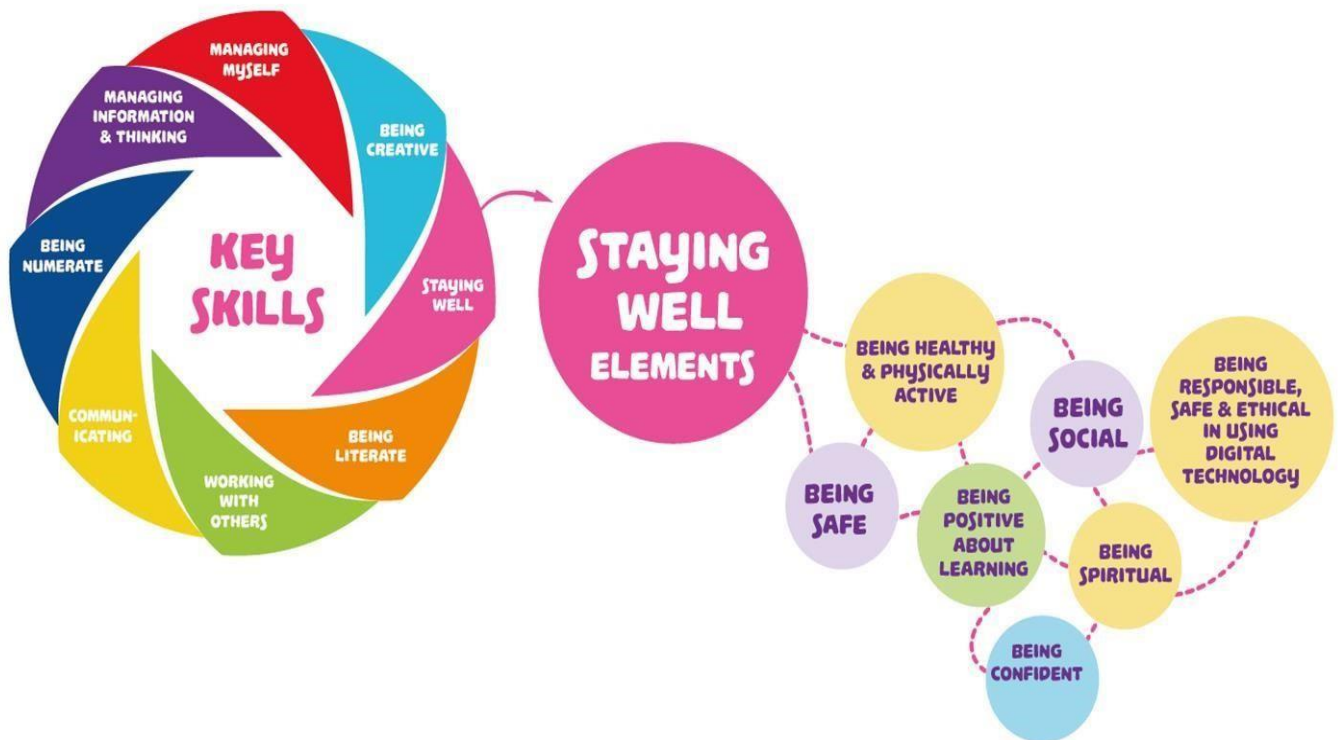 MANAGING
MYSELF
BEING
CREATIVE
STAYING
WELL
BEING
LITERATE
WORKING
WITH
OTHERS
COMMUN-
ICATING
BEING
NUMERATE
MANAGING
INFORMATION
& THINKING
KEY
SKILLS
STAYING
WELL
ELEMENTS
BEING HEALTHY
& PHYSICALLY
ACTIVE
BEING
SOCIAL
BEING
RESPONSIBLE,
SAFE & ETHICAL
IN USING
DIGITAL
TECHNOLOGY
BEING
SAFE
BEING
POSITIVE
ABOUT
LEARNING
BEING
SPIRITUAL
BEING
CONFIDENT